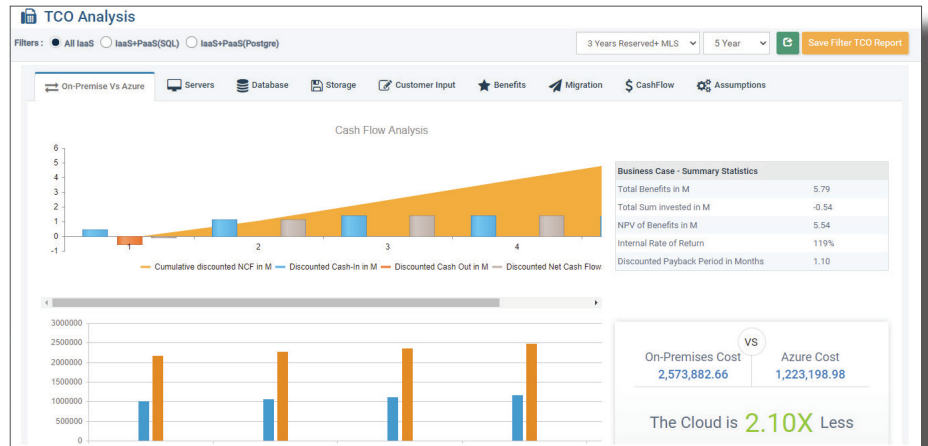 TCO Analysis
Filters : All IaaS IaaS+PaaS(SQL) IaaS+PaaS(Postgre) 3 Years Reserved+ MLS 5 Year Save Filter TCO Report
On-Premise Vs Azure Servers Database Storage Customer Input Benefits Migration CashFlow Assumptions
Cash Flow Analysis
6
5
4
3
2
1
0
-1
1 2 3 4
Cumulative discounted NCF in M Discounted Cash-In in M Discounted Cash Out in M Discounted Net Cash Flow
Business Case - Summary Statistics
Total Benefits in M 5.79
Total Sum invested in M -0.54
NPV of Benefits in M 5.54
Internal Rate of Return 119%
Discounted Payback Period in Months 1.10
3000000
2500000
2000000
1500000
1000000
500000
0
VS
On-Premises Cost Azure Cost
2,573,882.66 1,223,198.98
The Cloud is 2.10X Less